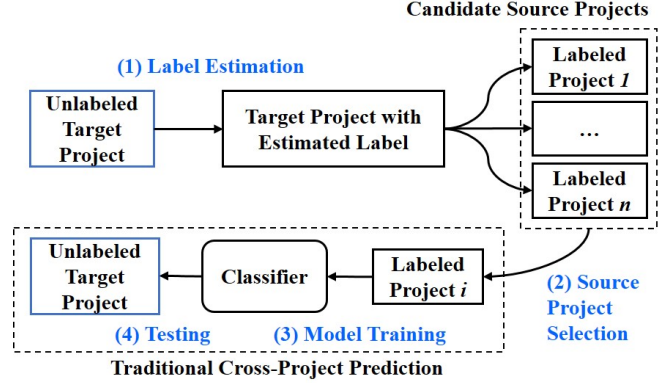 Candidate Source Projects
(1) Label Estimation
Unlabeled
Target
Project
Target Project with
Estimated Label
Labeled
Project 1
...
Labeled
Project n
Unlabeled
Target
Project
Classifier
Labeled
Project i
(2) Source
Project
Selection
(4) Testing
(3) Model Training
Traditional Cross-Project Prediction